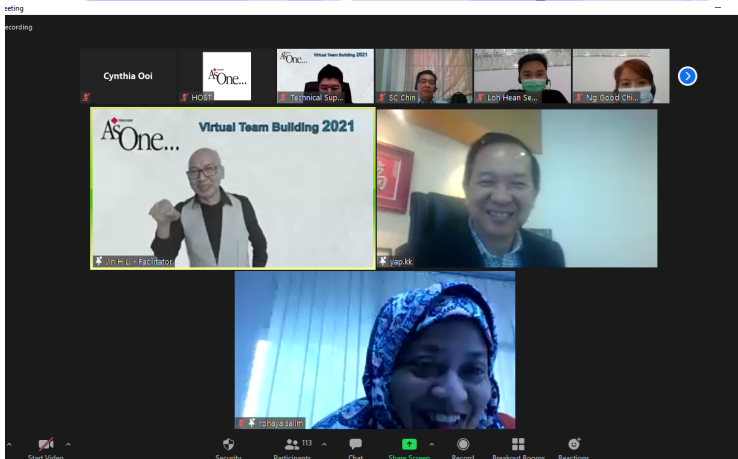 eeting
ecording
Cynthia Ooi
AsOne...
HOST
AsOne...
Virtual Team Building 2021
Technical Sup...
SC Chin
Loh Hean Se...
Ng Good Chi...
AsOne...
Virtual Team Building 2021
Jin H Li - Facilitator
yap.kk
rohaya.salim
Start Video
Security
113
Participants
Chat
Share Screen
Record
Breakout Rooms
Reactions